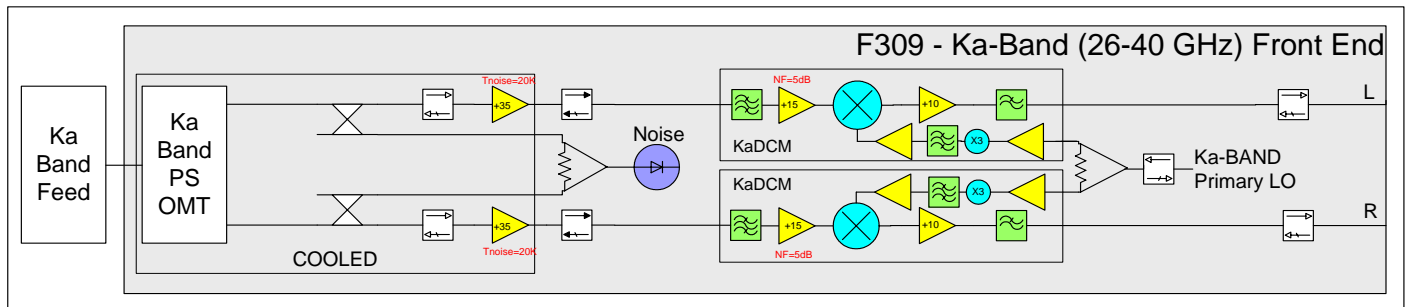 F309 - Ka-Band (26-40 GHz) Front End
Ka
Band
Feed
Ka
Band
PS
OMT
Tnoise=20K
+35
Noise
+35
Tnoise=20K
COOLED
NF=5dB
+15
+10
X3
KaDCM
KaDCM
X3
+15
+10
NF=5dB
L
Ka-BAND
Primary LO
R